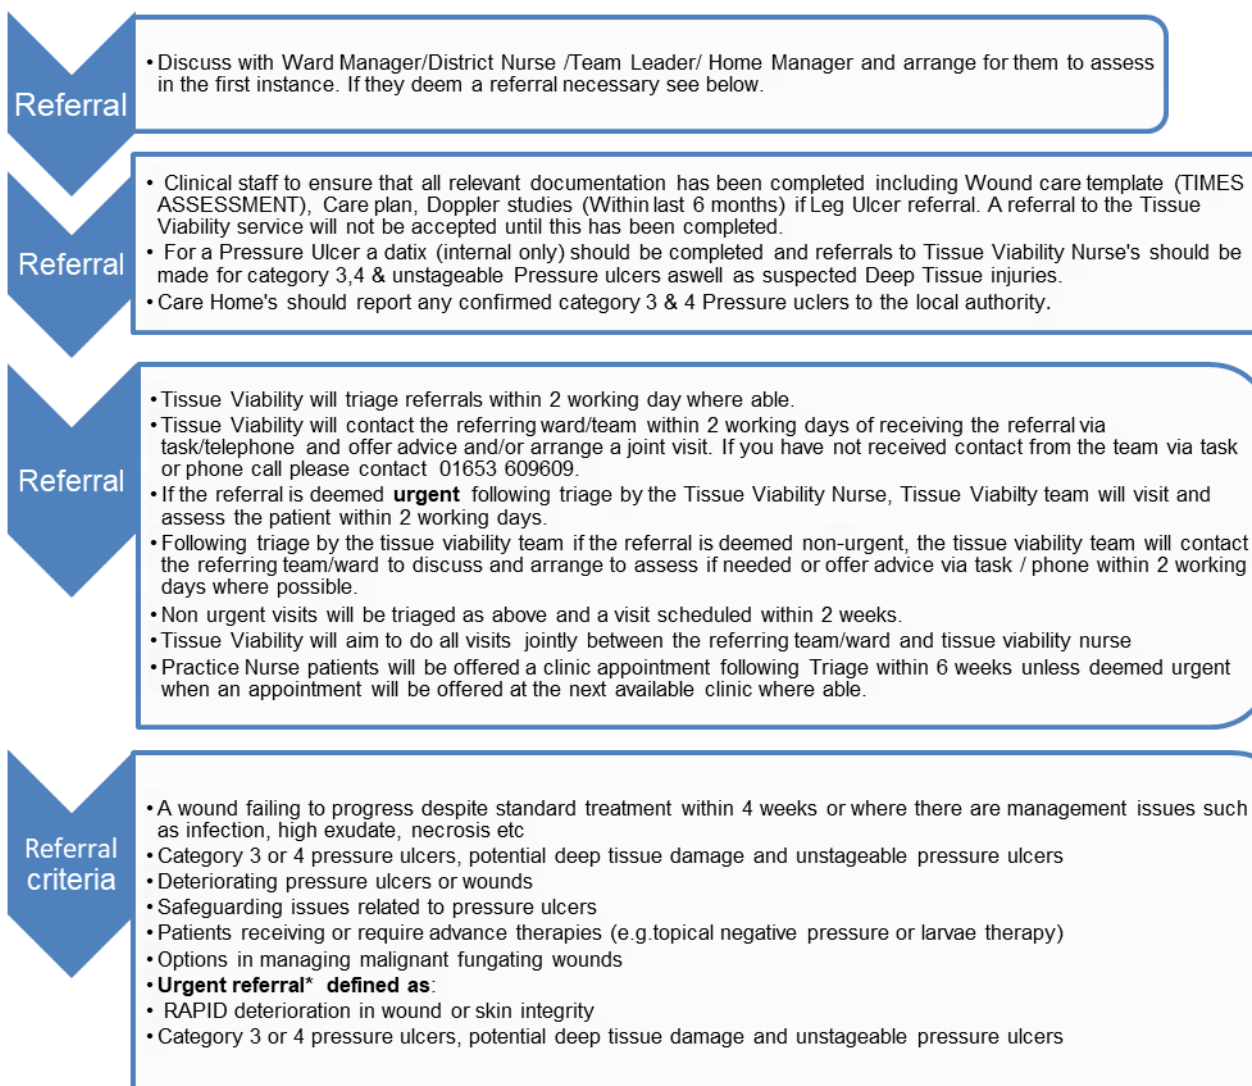 Referral
• Discuss with Ward Manager/District Nurse /Team Leader/ Home Manager and arrange for them to assess
in the first instance. If they deem a referral necessary see below.
Referral
• Clinical staff to ensure that all relevant documentation has been completed including Wound care template (TIMES
ASSESSMENT), Care plan, Doppler studies (Within last 6 months) if Leg Ulcer referral. A referral to the Tissue
Viability service will not be accepted until this has been completed.
• For a Pressure Ulcer a datix (internal only) should be completed and referrals to Tissue Viability Nurse's should be
made for category 3,4 & unstageable Pressure ulcers aswell as suspected Deep Tissue injuries.
• Care Home's should report any confirmed category 3 & 4 Pressure uclers to the local authority.
Referral
• Tissue Viability will triage referrals within 2 working day where able.
• Tissue Viability will contact the referring ward/team within 2 working days of receiving the referral via
task/telephone and offer advice and/or arrange a joint visit. If you have not received contact from the team via task
or phone call please contact 01653 609609.
• If the referral is deemed urgent following triage by the Tissue Viability Nurse, Tissue Viabilty team will visit and
assess the patient within 2 working days.
• Following triage by the tissue viability team if the referral is deemed non-urgent, the tissue viability team will contact
the referring team/ward to discuss and arrange to assess if needed or offer advice via task / phone within 2 working
days where possible.
• Non urgent visits will be triaged as above and a visit scheduled within 2 weeks.
• Tissue Viability will aim to do all visits jointly between the referring team/ward and tissue viability nurse
• Practice Nurse patients will be offered a clinic appointment following Triage within 6 weeks unless deemed urgent
when an appointment will be offered at the next available clinic where able.
Referral
criteria
• A wound failing to progress despite standard treatment within 4 weeks or where there are management issues such
as infection, high exudate, necrosis etc
• Category 3 or 4 pressure ulcers, potential deep tissue damage and unstageable pressure ulcers
• Deteriorating pressure ulcers or wounds
• Safeguarding issues related to pressure ulcers
• Patients receiving or require advance therapies (e.g.topical negative pressure or larvae therapy)
• Options in managing malignant fungating wounds
• Urgent referral* defined as:
• RAPID deterioration in wound or skin integrity
• Category 3 or 4 pressure ulcers, potential deep tissue damage and unstageable pressure ulcers